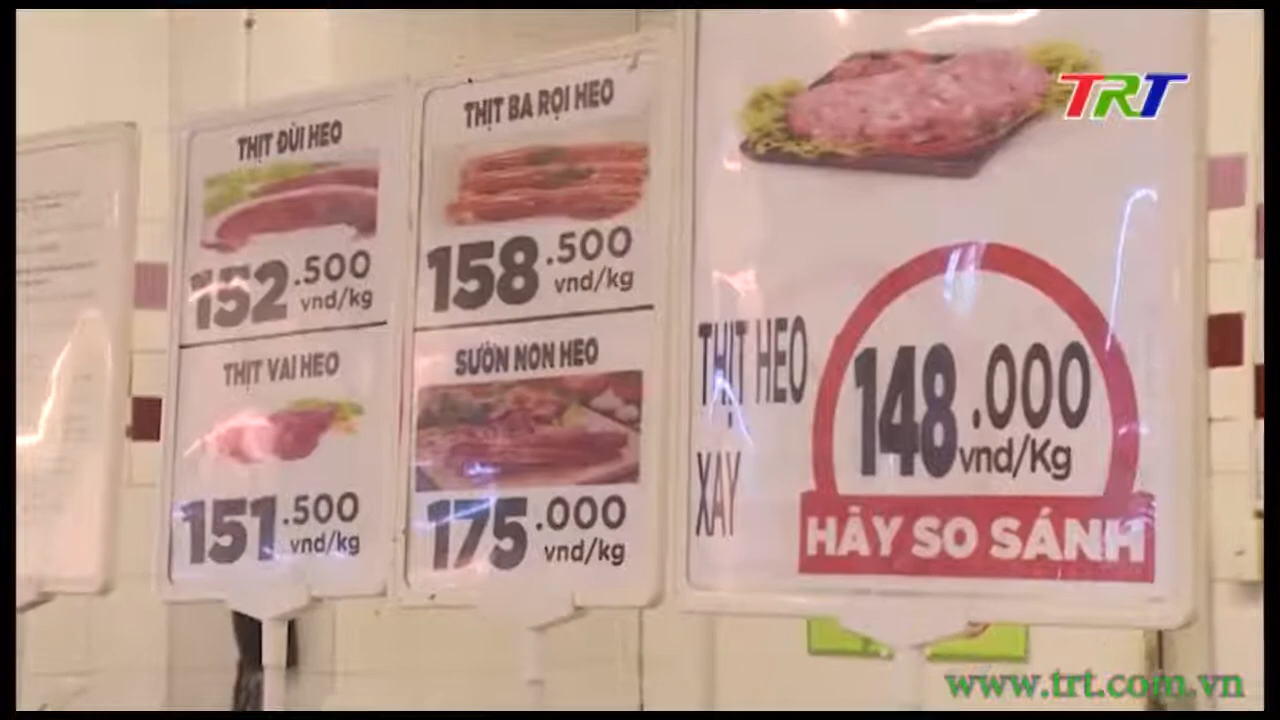 TRT
THỊT ĐÙI HEO
152.500
vnd/kg
THỊT VAI HEO
151.500
vnd/kg
THỊT BA RỌI HEO
158.500
vnd/kg
SƯỜN NON HEO
175.000
vnd/kg
THỊT HEO
XAY
148.000
vnd/Kg
HÃY SO SÁNH
www.trt.com.vn